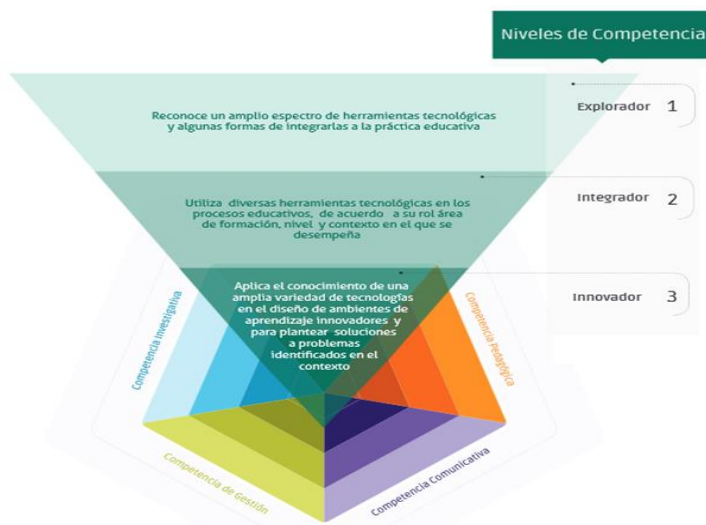 Niveles de Competencia
Explorador 1
Reconoce un amplio espectro de herramientas tecnológicas
y algunas formas de integrarlas a la práctica educativa
Integrador 2
Utiliza diversas herramientas tecnológicas en los
procesos educativos, de acuerdo a su rol área
de formación, nivel y contexto en el que se
desempeña
Innovador 3
Aplica el conocimiento de una
amplia variedad de tecnologías
en el diseño de ambientes de
aprendizaje innovadores y
para plantear soluciones
a problemas
identificados en el
contexto
Competencia Investigativa
Competencia Pedagógica
Competencia de Gestión
Competencia Comunicativa